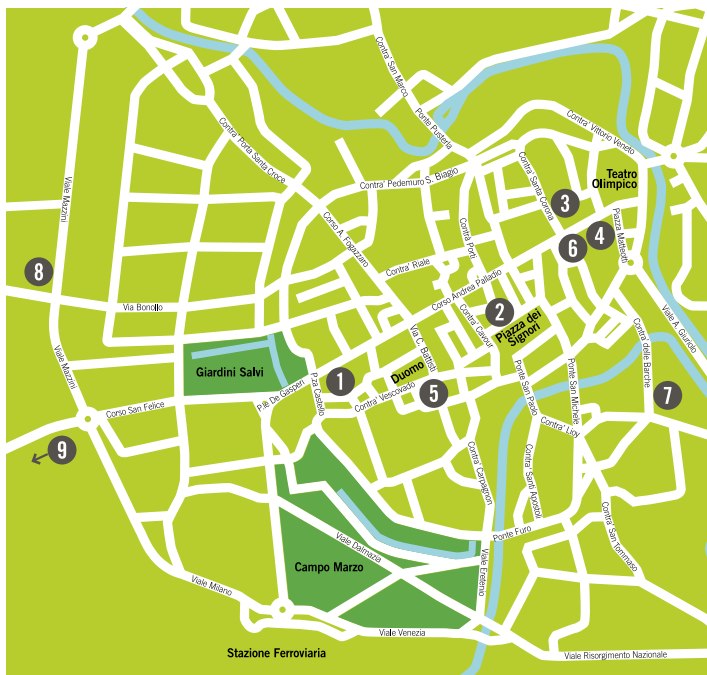 Contra' San Marco
Ponte Pusterla
Contra' Vittorio Veneto
Contra' Porta Santa Croce
Contra' Pedemuro S. Biagio
Contra' Santa Corona
Teatro
Olimpico
Viale Mazzini
Corso A. Fogazzaro
3
Piazza Matteotti
4
6
Contra' Porti
Contra' Riale
8
Corso Andrea Palladio
Via Bonollo
2
Contra' Cavour
Piazza dei
Signori
Viale A. Giuriolo
Contra' delle Barche
Via C. Battisti
Viale Mazzini
Giardini Salvi
P.le De Gasperi
P.za Castello
1
Duomo
5
Contra' Vescovado
Ponte San Paolo
Ponte San Michele
7
Corso San Felice
Contra' Lioy
9
Contra' Carpagnon
Contra' Santi Apostoli
Contra' San Tommaso
Ponte Furo
Viale Dalmazia
Campo Marzo
Viale Eretenio
Viale Milano
Viale Venezia
Stazione Ferroviaria
Viale Risorgimento Nazionale